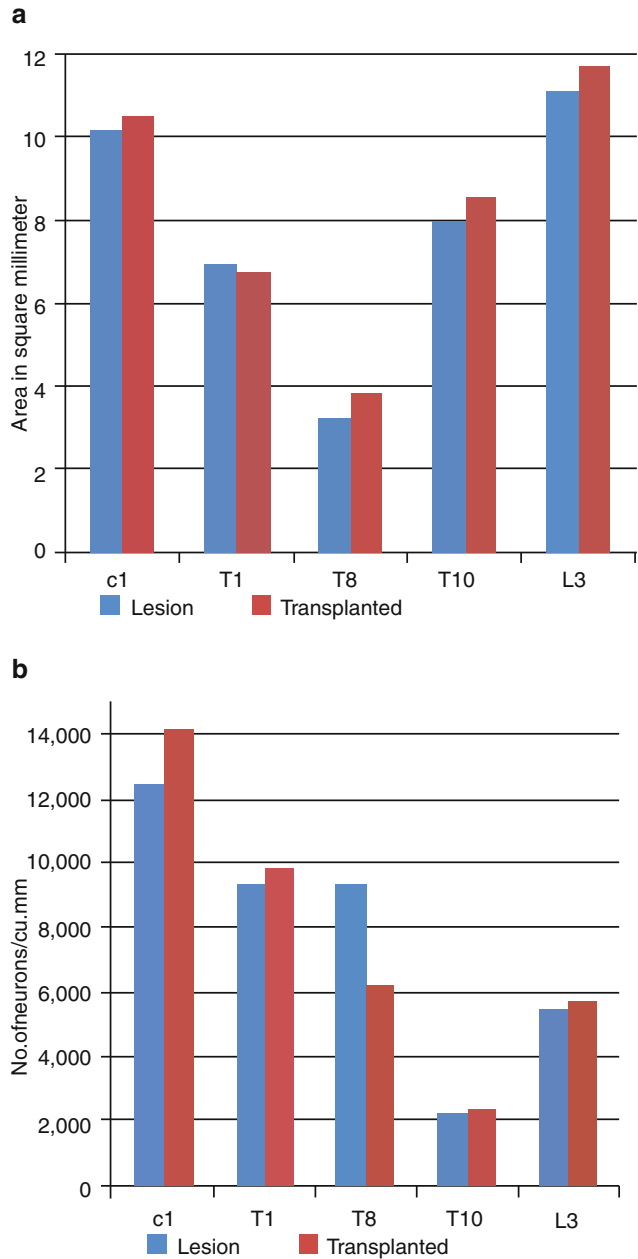 a
Area in square millimeter
12
10
8
6
4
2
0
c1 T1 T8 T10 L3
Lesion Transplanted
b
No.ofneurons/cu.mm
14,000
12,000
10,000
8,000
6,000
4,000
2,000
0
c1 T1 T8 T10 L3
Lesion Transplanted